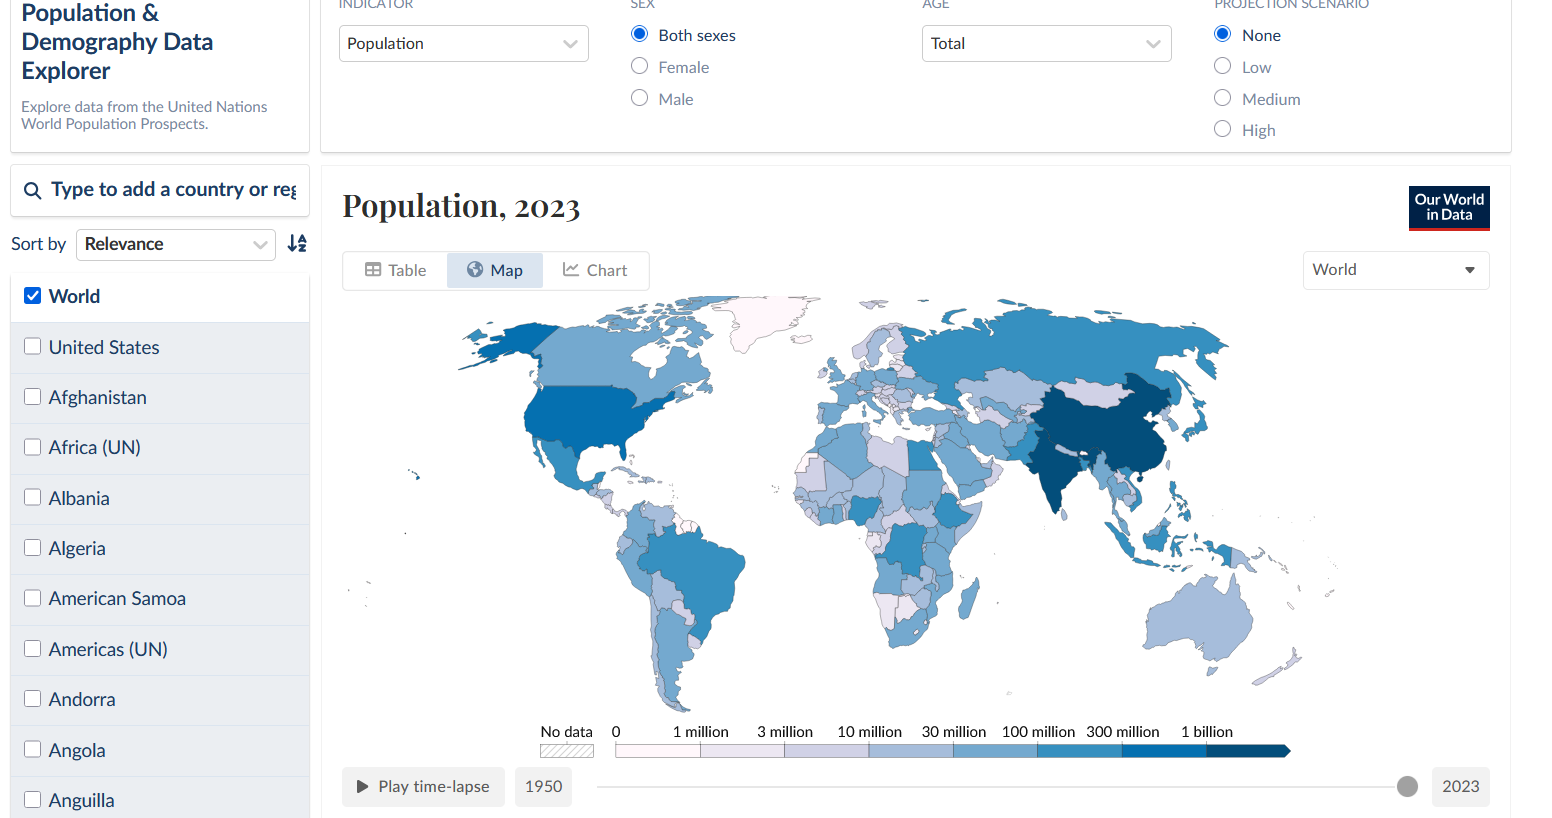 INDICATOR
SEX
AGE
PROJECTION SCENARIO
Population &
Demography Data
Explorer
Explore data from the United Nations
World Population Prospects.
Population
Both sexes
Female
Male
Total
None
Low
Medium
High
Type to add a country or reg
Sort by
Relevance
World
United States
Afghanistan
Africa (UN)
Albania
Algeria
American Samoa
Americas (UN)
Andorra
Angola
Anguilla
Population, 2023
Our World
in Data
Table
Map
Chart
World
No data
0
1 million
3 million
10 million
30 million
100 million
300 million
1 billion
Play time-lapse
1950
2023